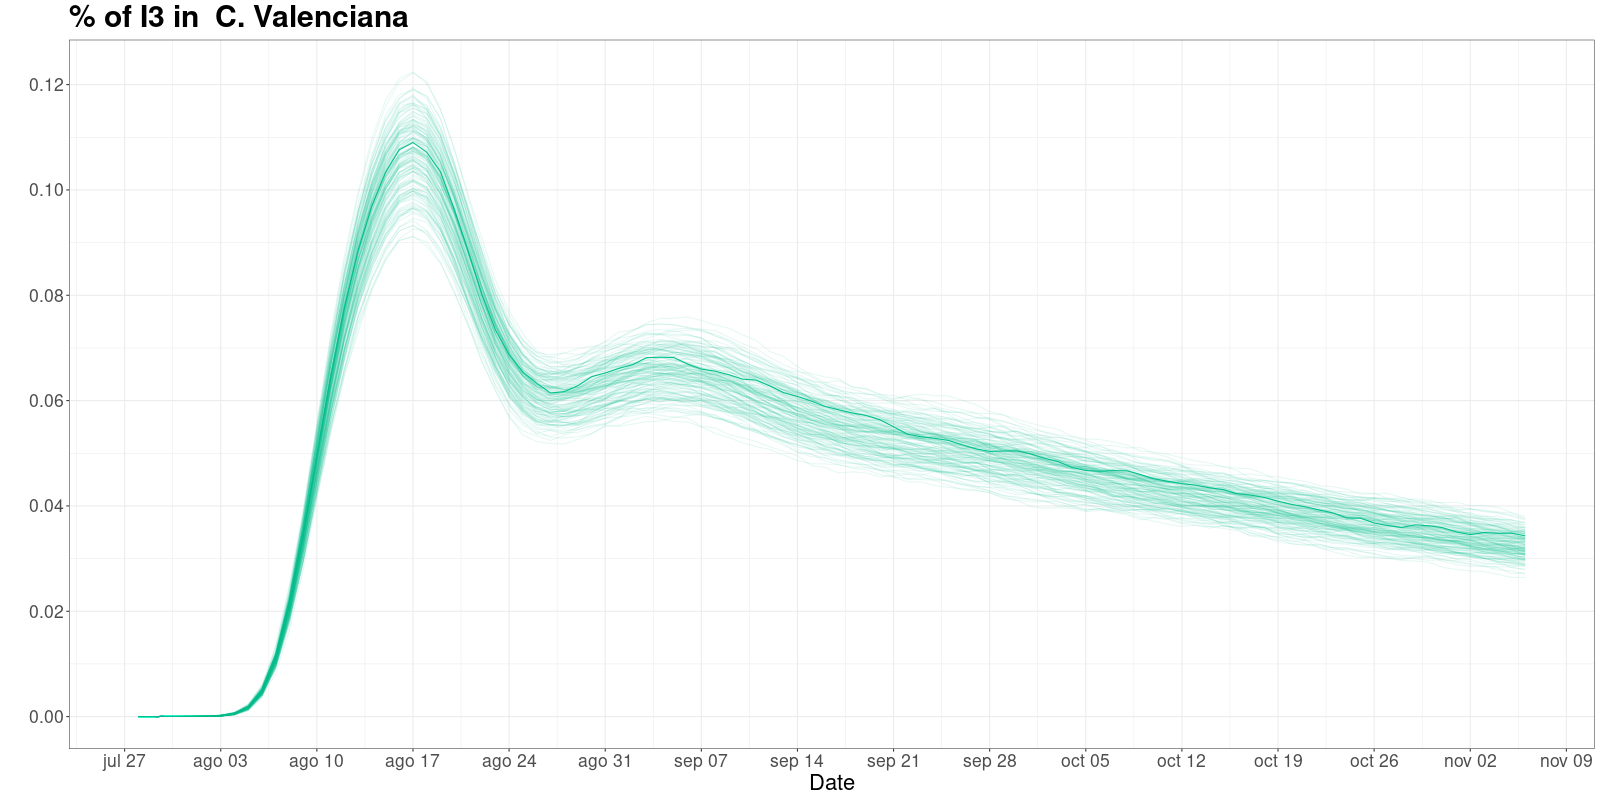 % of I3 in  C. Valenciana
0.12
0.10
0.08
0.06
0.04
0.02
0.00
jul 27 ago 03 ago 10 ago 17 ago 24 ago 31 sep 07 sep 14 sep 21 sep 28 oct 05 oct 12 oct 19 oct 26 nov 02 nov 09
Date